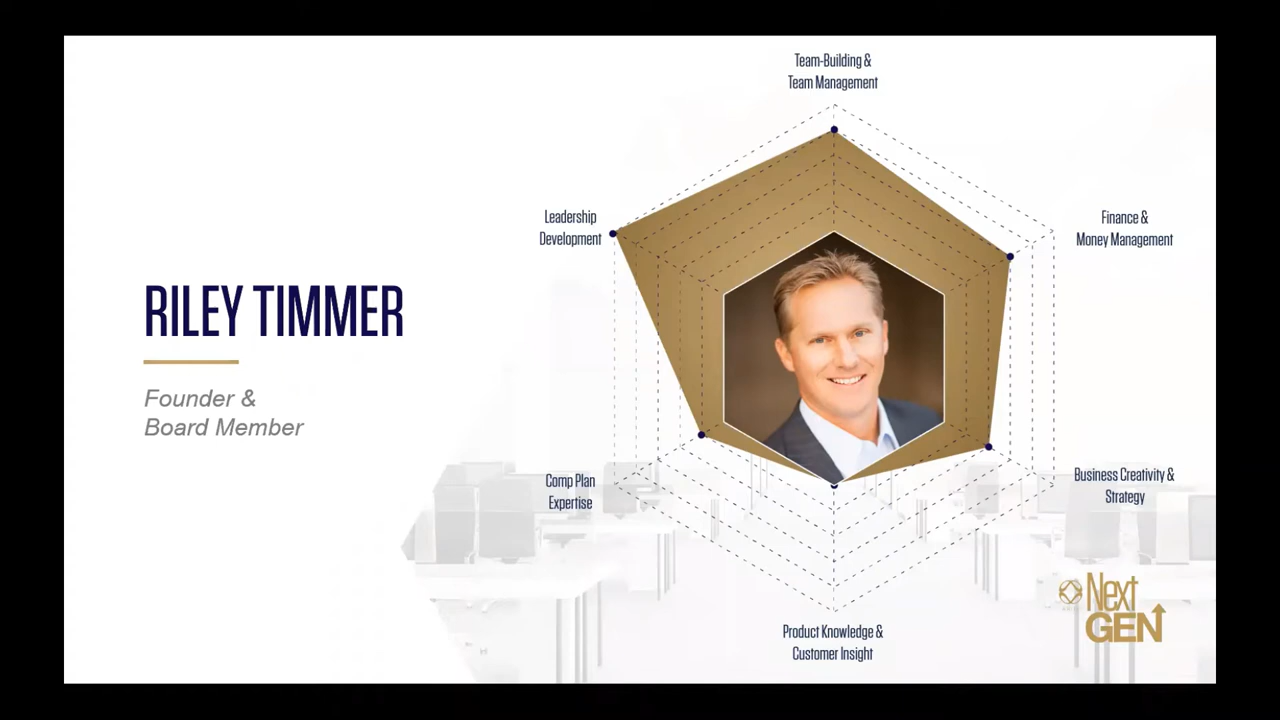 RILEY TIMMER
Founder &
Board Member
Team-Building &
Team Management
Leadership
Development
Finance &
Money Management
Comp Plan
Expertise
Business Creativity &
Strategy
Product Knowledge &
Customer Insight
Next
GEN